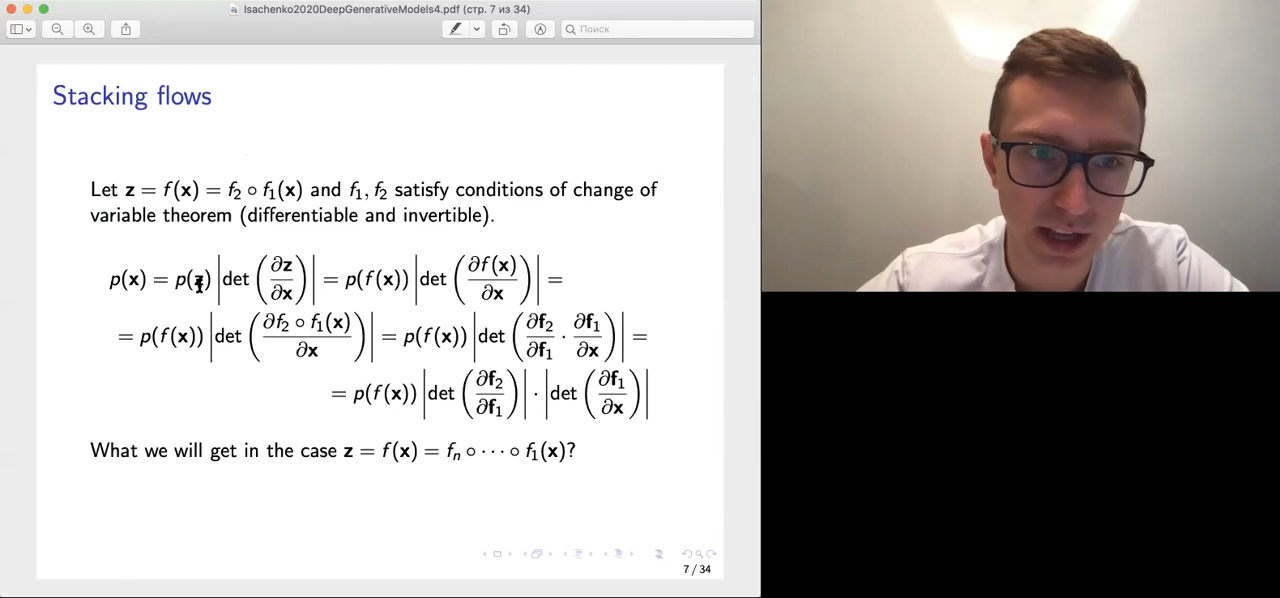 Isachenko2020DeepGenerativeModels4.pdf (стр. 7 из 34)
Поиск
Stacking flows
Let z = f(x) = f₂ ∘ f₁(x) and f₁, f₂ satisfy conditions of change of
variable theorem (differentiable and invertible).
p(x) = p(z) |det (∂z/∂x)| = p(f(x)) |det (∂f(x)/∂x)| =
= p(f(x)) |det (∂f₂ ∘ f₁(x)/∂x)| = p(f(x)) |det (∂f₂/∂f₁ · ∂f₁/∂x)| =
= p(f(x)) |det (∂f₂/∂f₁)| · |det (∂f₁/∂x)|
What we will get in the case z = f(x) = fₙ ∘ ··· ∘ f₁(x)?
7 / 34